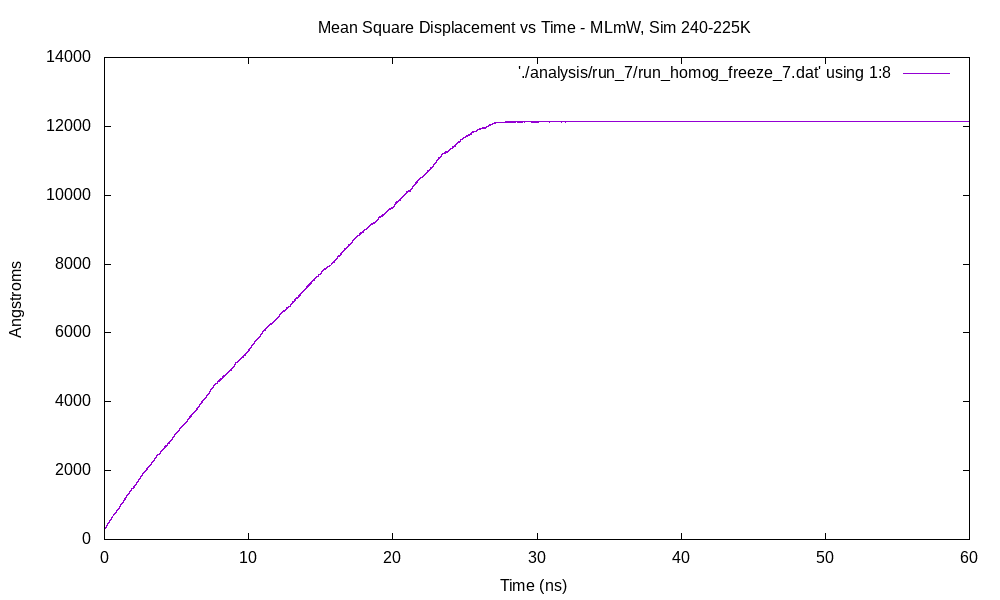 Mean Square Displacement vs Time - MLmW, Sim 240-225K
'./analysis/run_7/run_homog_freeze_7.dat' using 1:8
14000
12000
10000
8000
6000
4000
2000
0
Angstroms
0 10 20 30 40 50 60
Time (ns)